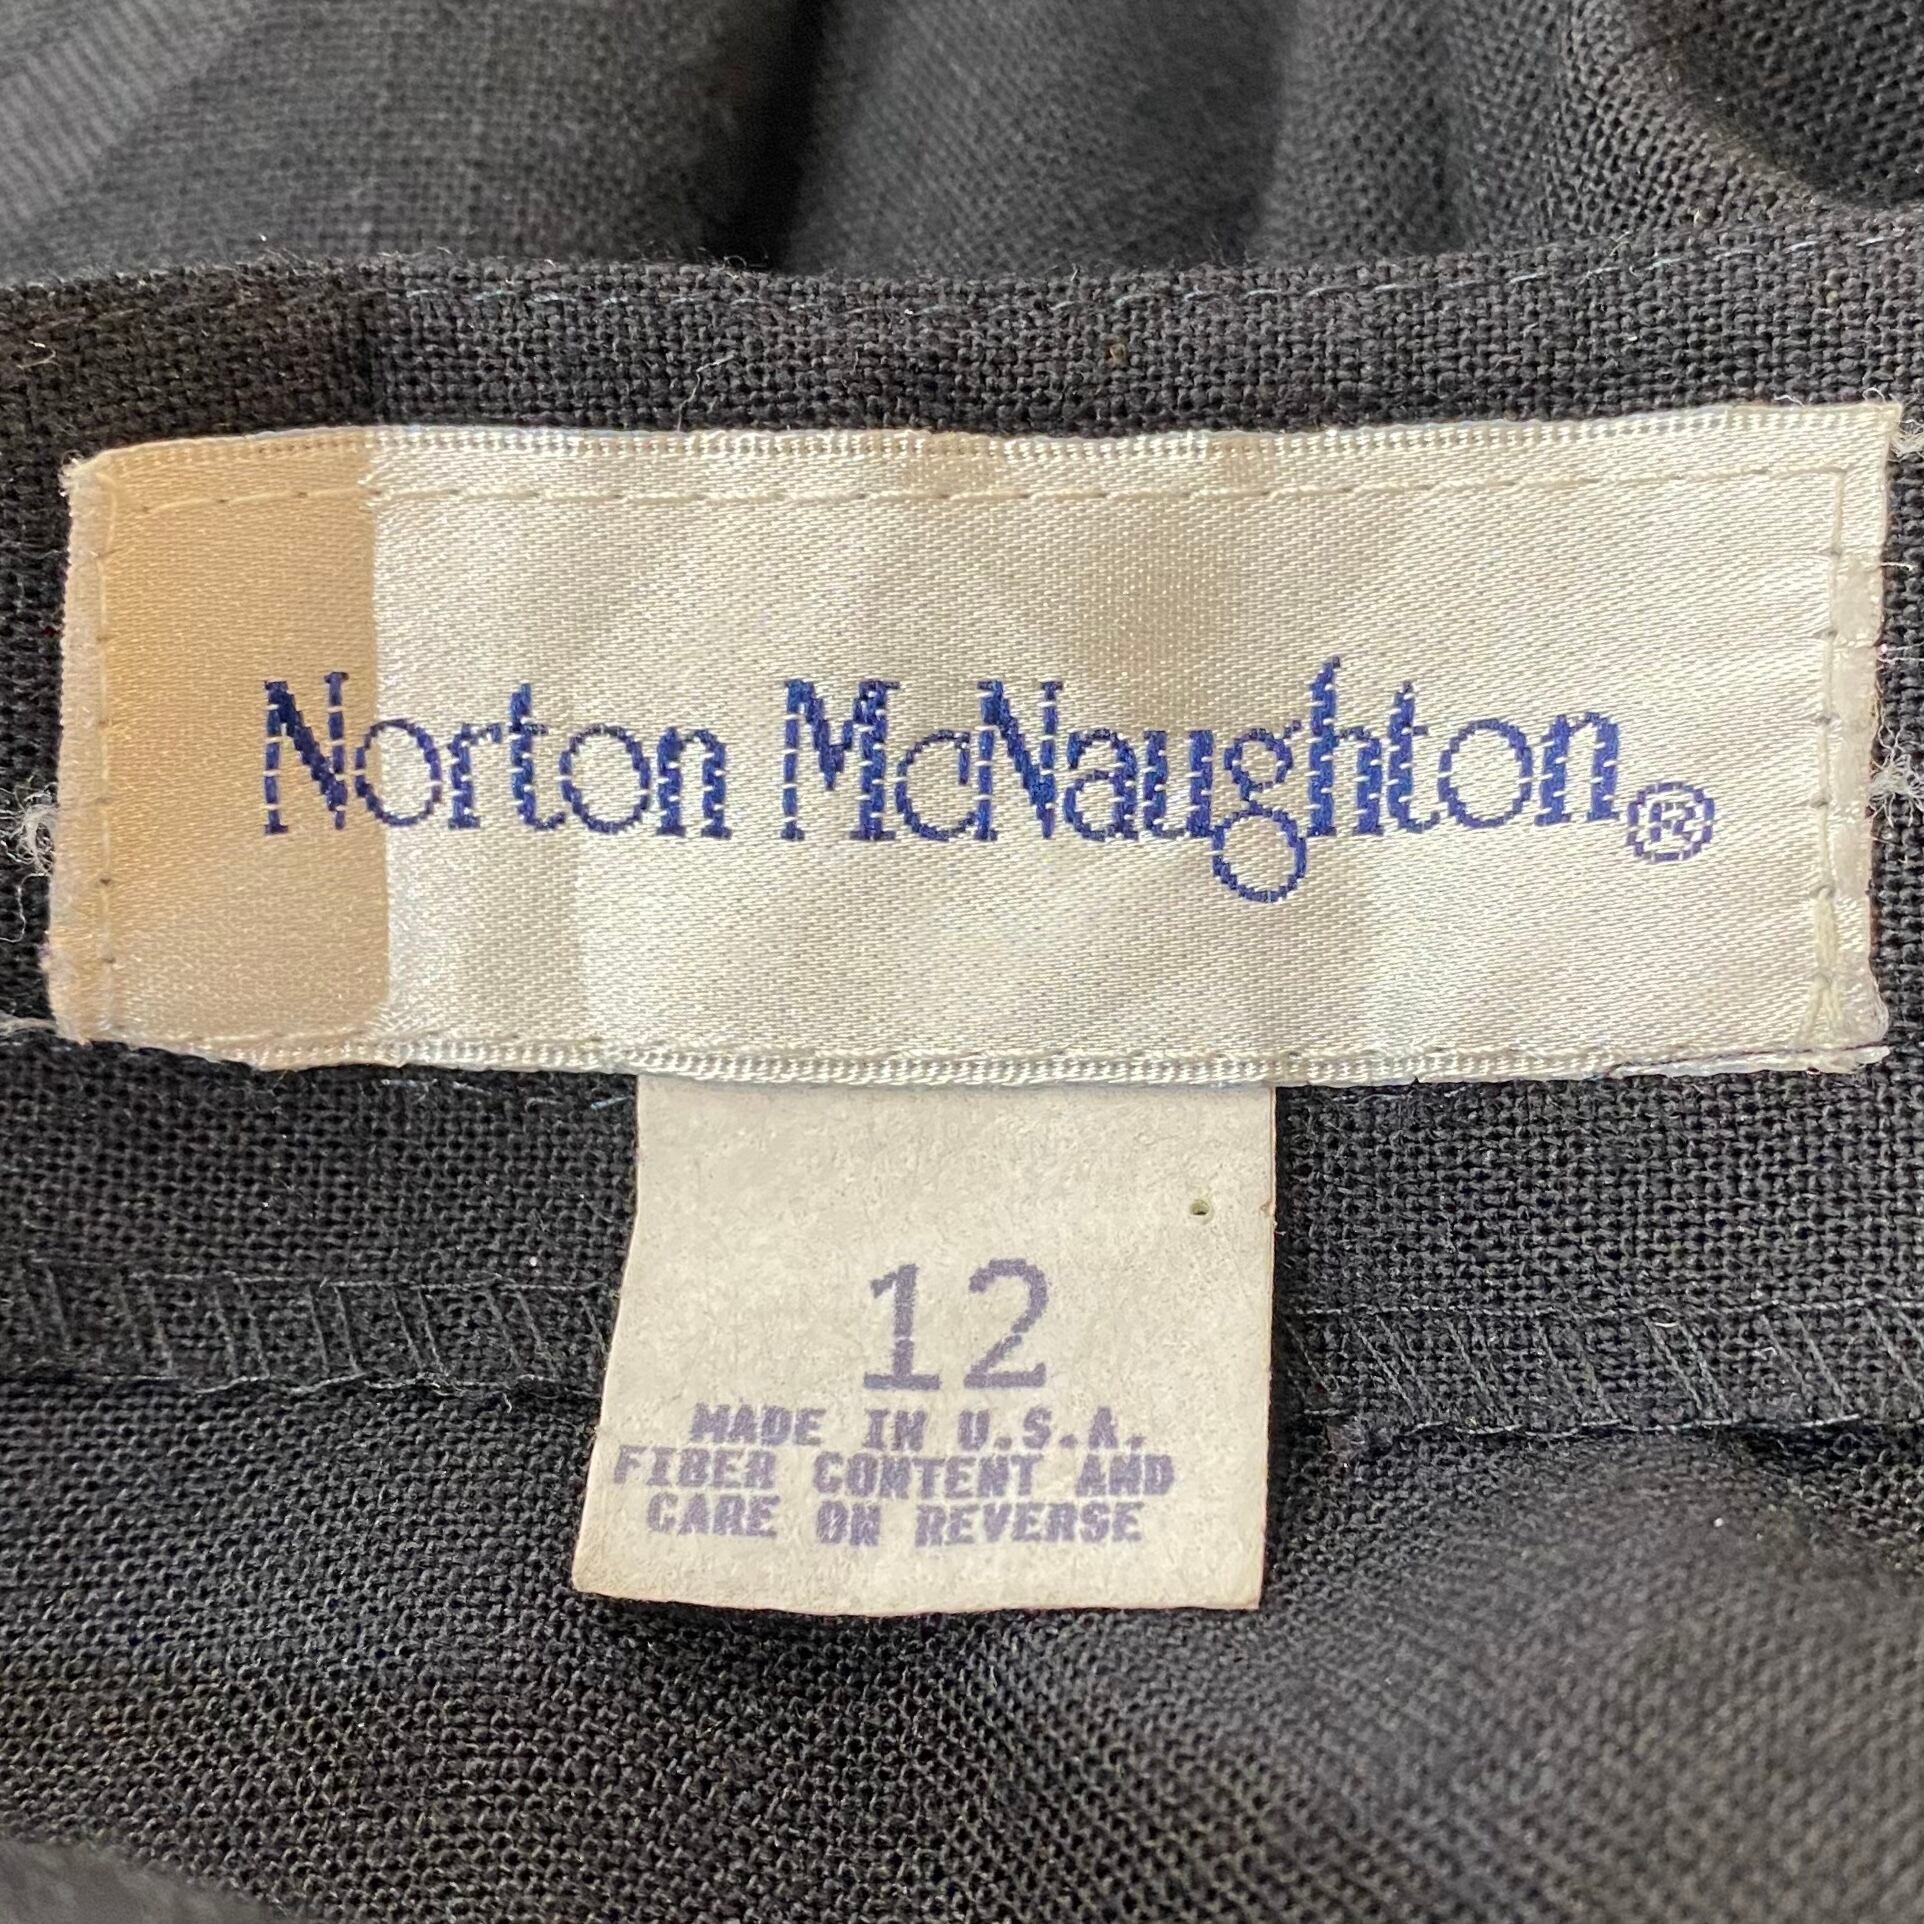 Norton McNaughton®
12
MADE IN U.S.A.
FIBER CONTENT AND
CARE ON REVERSE